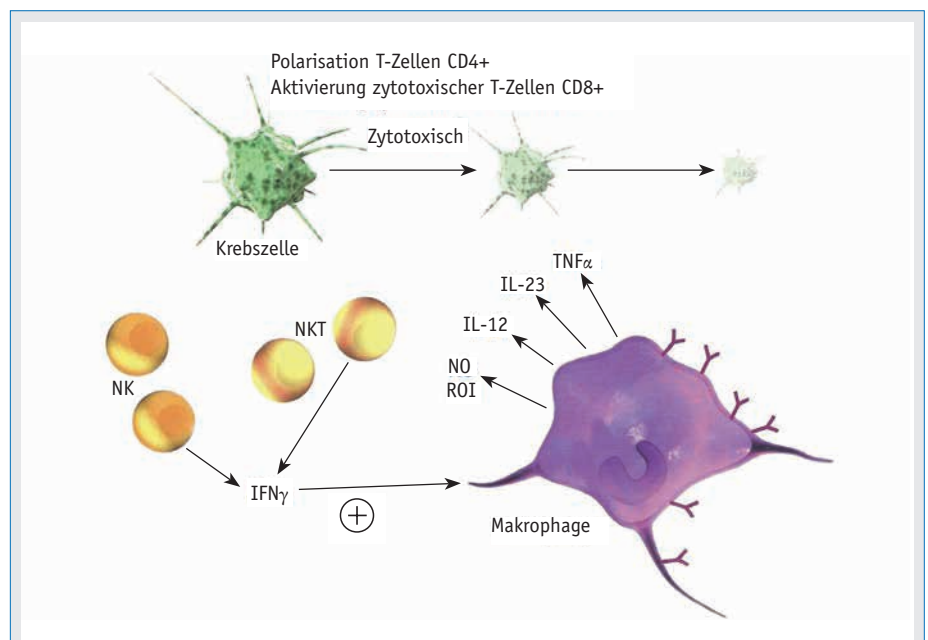 Polarisation T-Zellen CD4+
Aktivierung zytotoxischer T-Zellen CD8+
Zytotoxisch
Krebszelle
TNFα
IL-23
IL-12
NKT
NO
ROI
NK
IFNγ
+
Makrophage